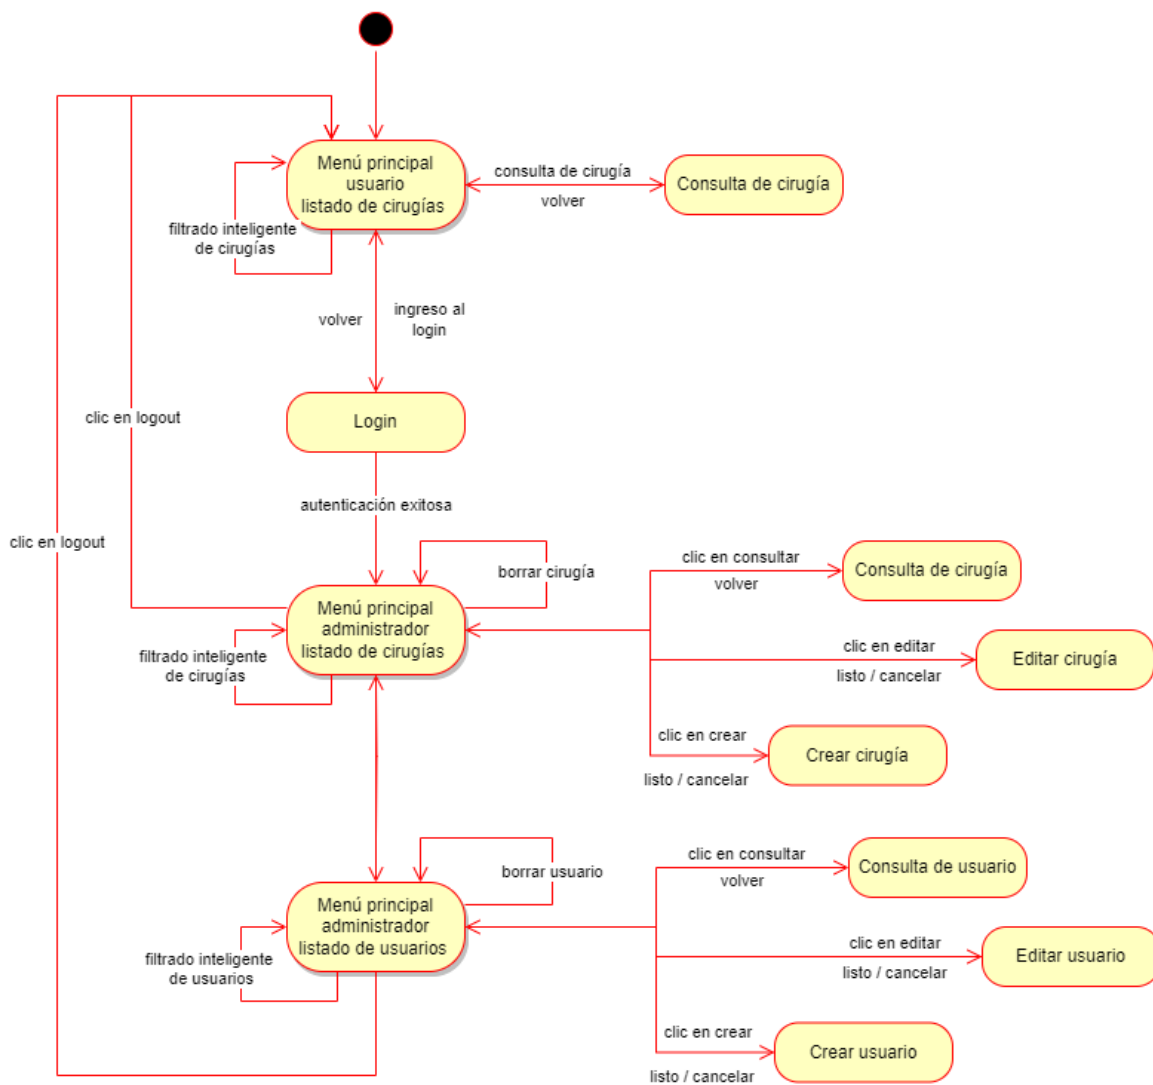 Menú principal
usuario
listado de cirugías
consulta de cirugía
volver
Consulta de cirugía
filtrado inteligente
de cirugías
volver
ingreso al
login
Login
clic en logout
autenticación exitosa
clic en logout
borrar cirugía
clic en consultar
volver
Consulta de cirugía
Menú principal
administrador
listado de cirugías
filtrado inteligente
de cirugías
clic en editar
listo / cancelar
Editar cirugía
clic en crear
listo / cancelar
Crear cirugía
borrar usuario
clic en consultar
volver
Consulta de usuario
Menú principal
administrador
listado de usuarios
filtrado inteligente
de usuarios
clic en editar
listo / cancelar
Editar usuario
clic en crear
listo / cancelar
Crear usuario